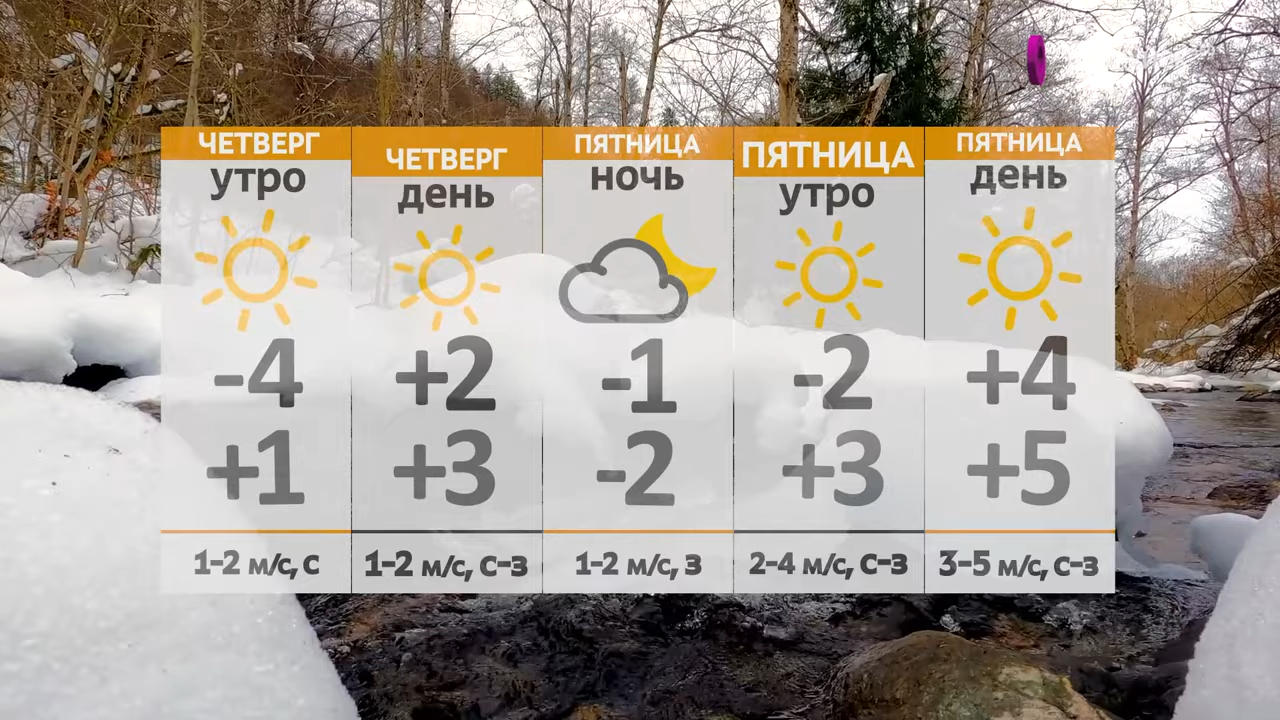 ЧЕТВЕРГ
утро
-4
+1
1-2 м/с, С
ЧЕТВЕРГ
день
+2
+3
1-2 м/с, С-З
ПЯТНИЦА
ночь
-1
-2
1-2 м/с, З
ПЯТНИЦА
утро
-2
+3
2-4 м/с, С-З
ПЯТНИЦА
день
+4
+5
3-5 м/с, С-З